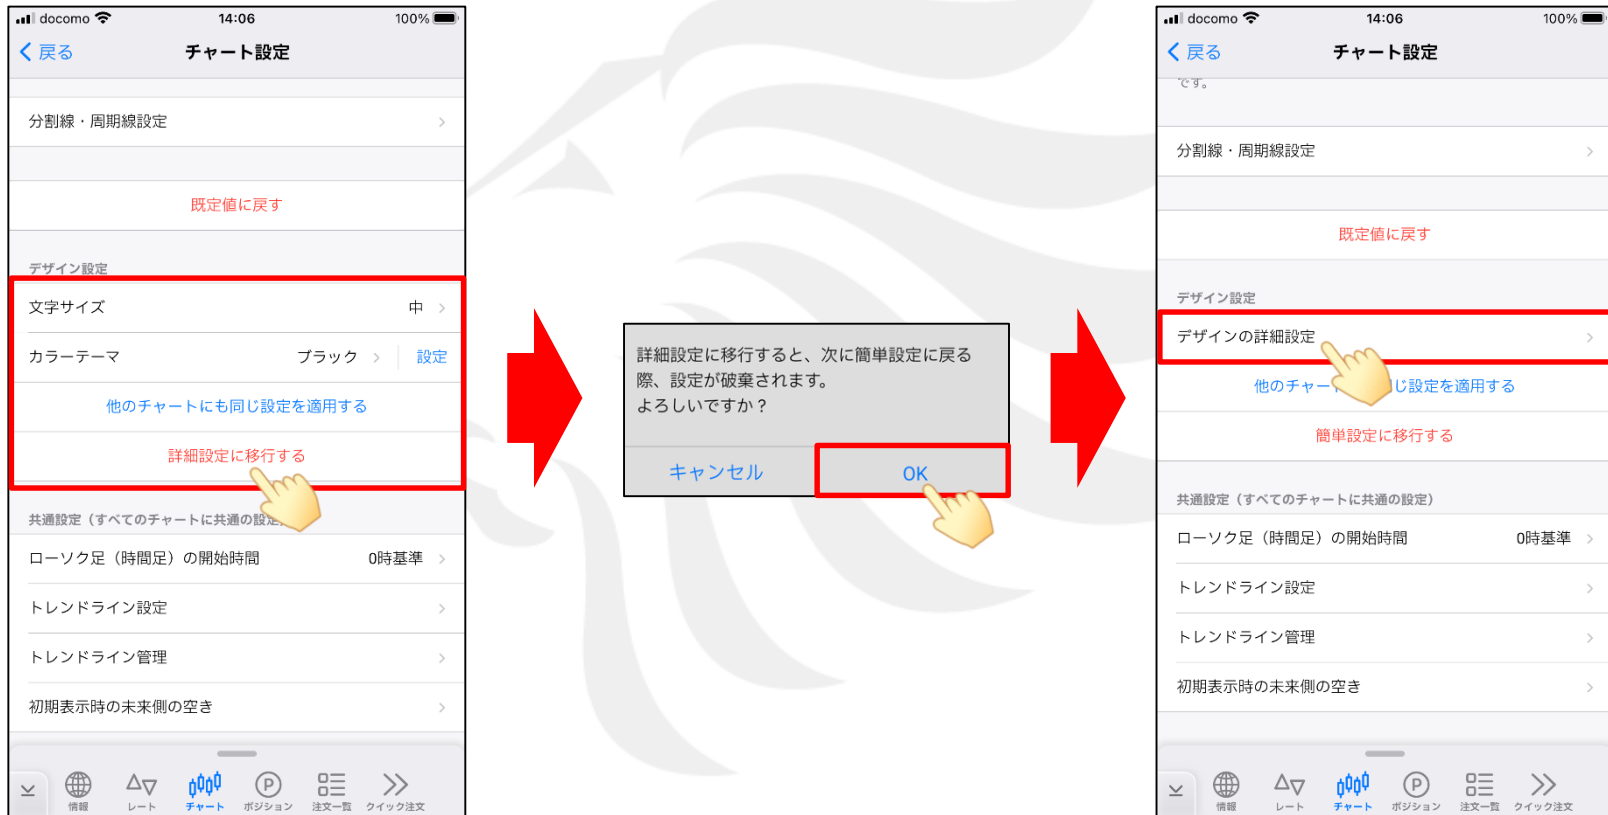 docomo 14:06 100%
戻る チャート設定
分割線・周期線設定
既定値に戻す
デザイン設定
文字サイズ 中
カラーテーマ ブラック 設定
他のチャートにも同じ設定を適用する
詳細設定に移行する
共通設定（すべてのチャートに共通の設定
ローソク足（時間足）の開始時間 0時基準
トレンドライン設定
トレンドライン管理
初期表示時の未来側の空き
情報 レート チャート ポジション 注文一覧 クイック注文
詳細設定に移行すると、次に簡単設定に戻る
際、設定が破棄されます。
よろしいですか？
キャンセル OK
docomo 14:06 100%
戻る チャート設定
です。
分割線・周期線設定
既定値に戻す
デザイン設定
デザインの詳細設定
他のチャー じ設定を適用する
簡単設定に移行する
共通設定（すべてのチャートに共通の設定）
ローソク足（時間足）の開始時間 0時基準
トレンドライン設定
トレンドライン管理
初期表示時の未来側の空き
情報 レート チャート ポジション 注文一覧 クイック注文